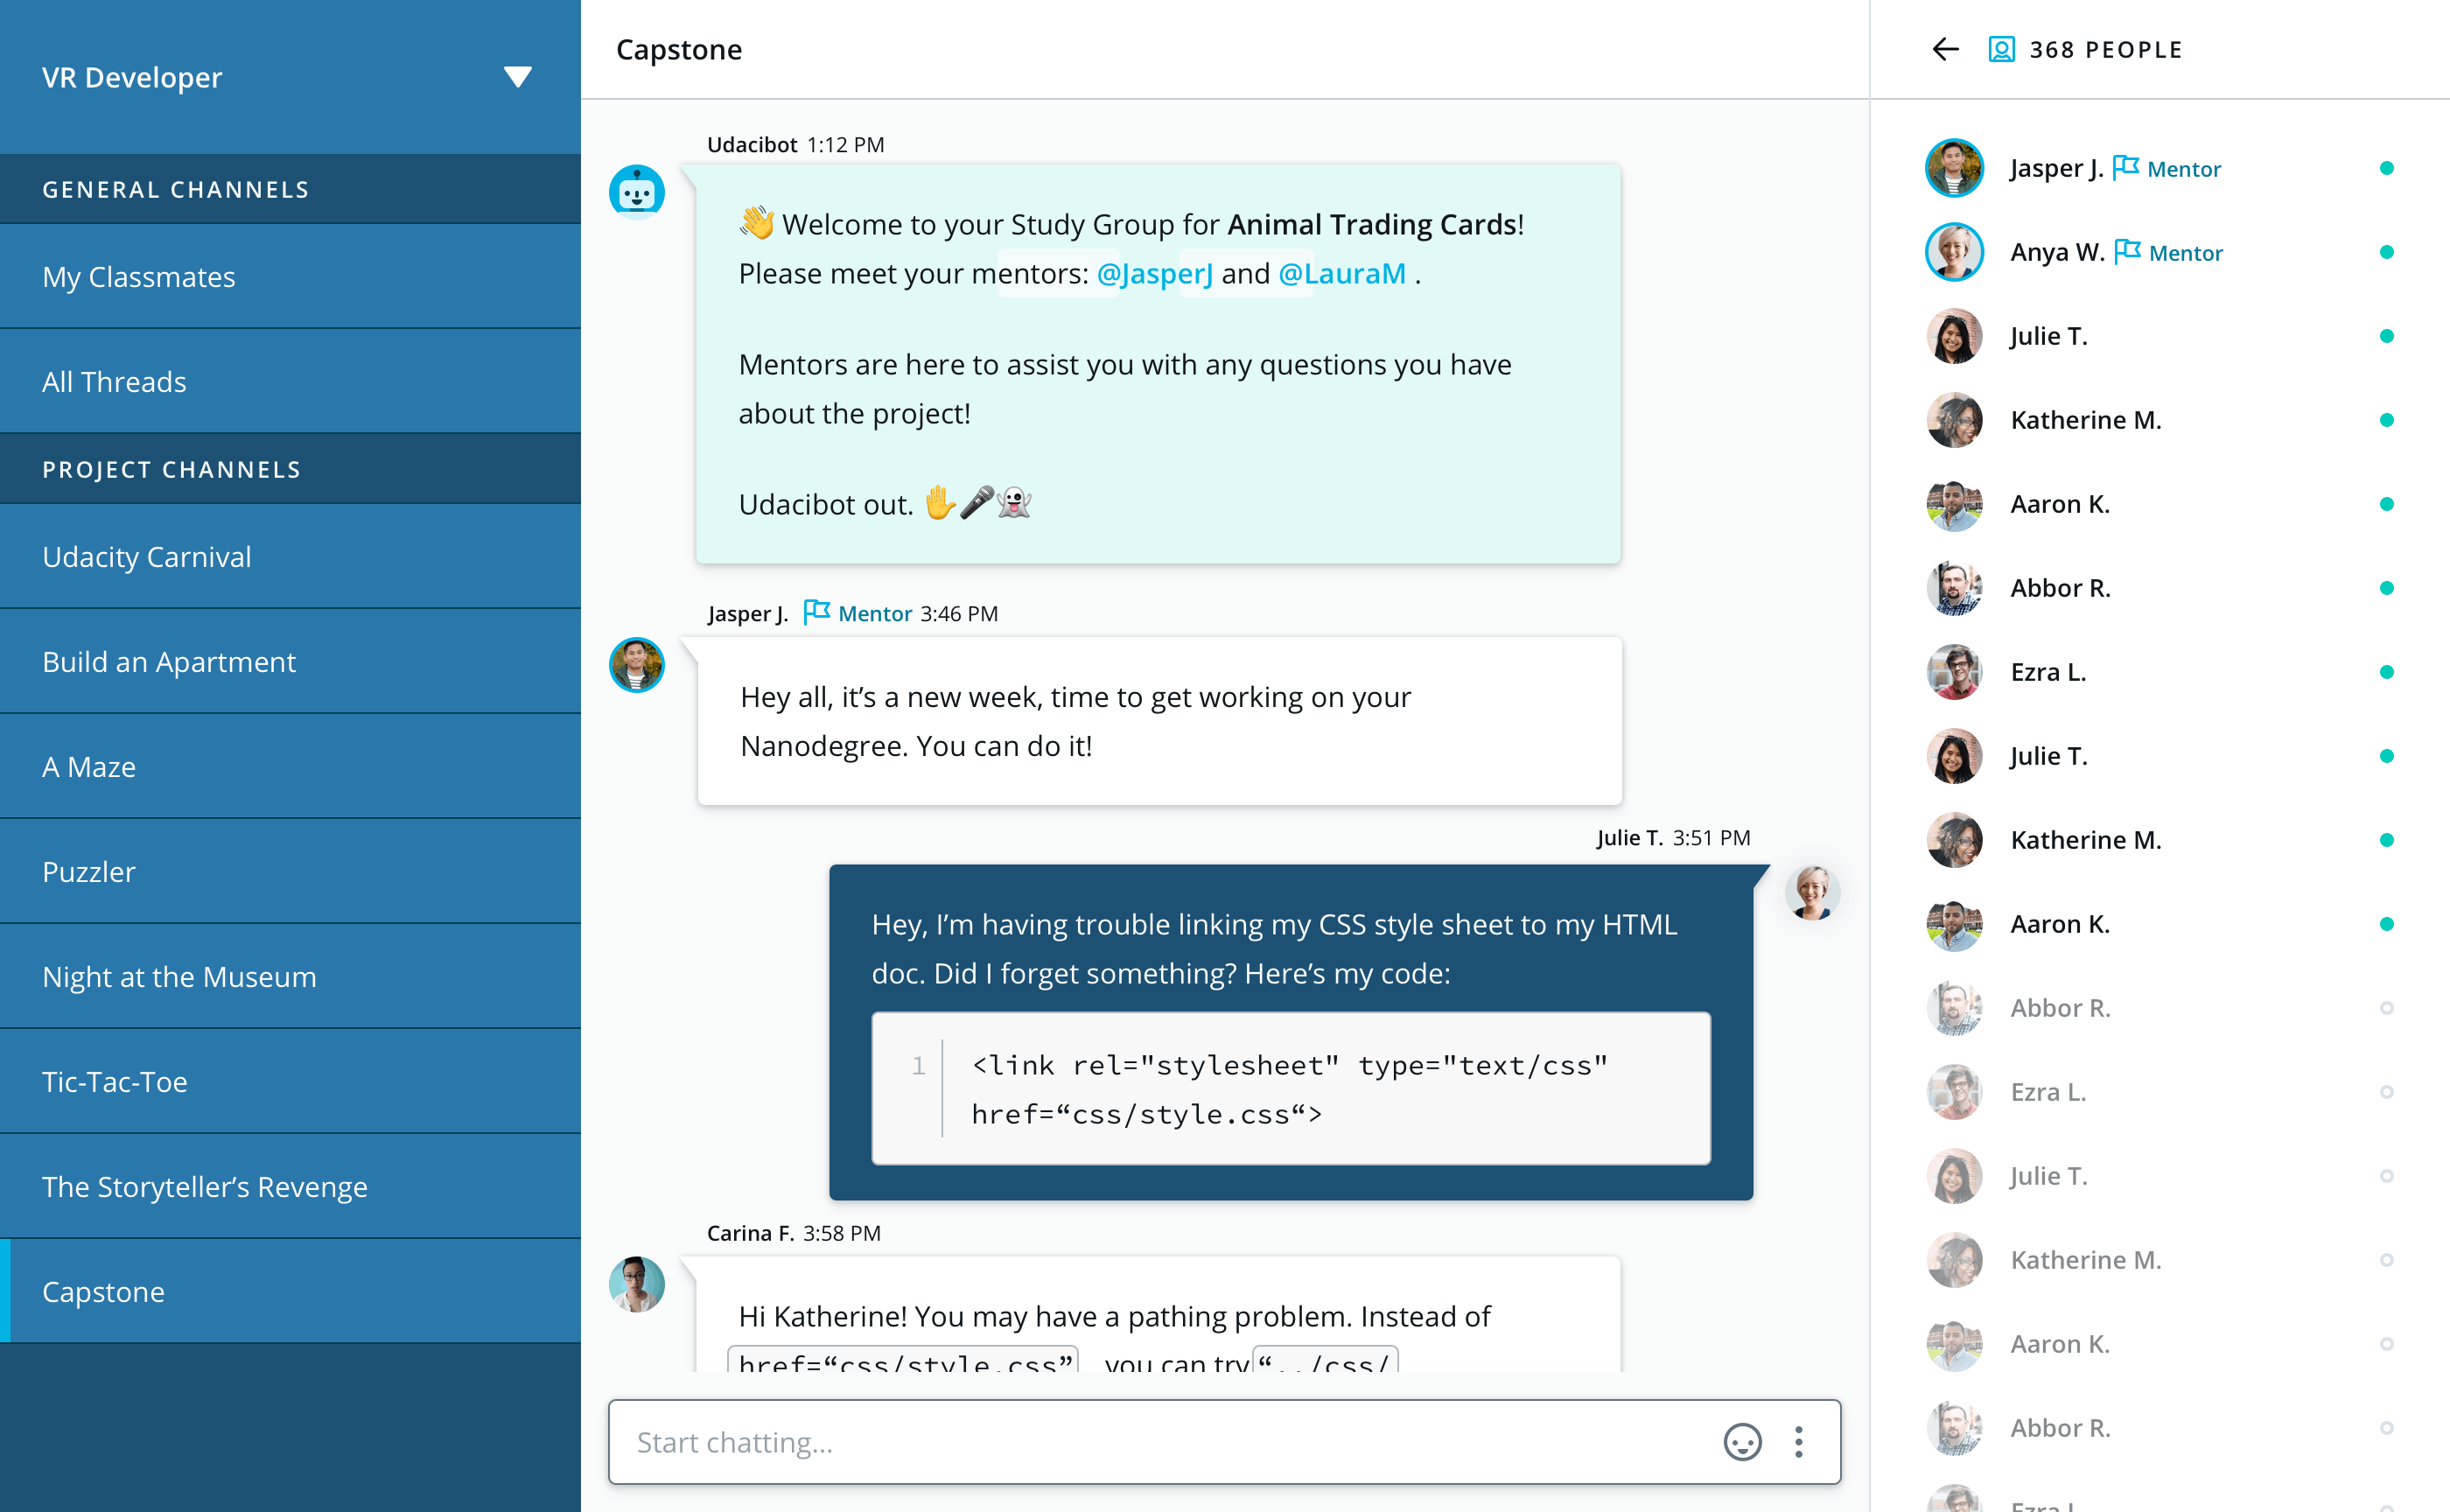 VR Developer
GENERAL CHANNELS
My Classmates
All Threads
PROJECT CHANNELS
Udacity Carnival
Build an Apartment
A Maze
Puzzler
Night at the Museum
Tic-Tac-Toe
The Storyteller’s Revenge
Capstone
Capstone
Udacibot 1:12 PM
👋 Welcome to your Study Group for Animal Trading Cards!
Please meet your mentors: @JasperJ and @LauraM .
Mentors are here to assist you with any questions you have
about the project!
Udacibot out. ✋🎤👻
Jasper J. Mentor 3:46 PM
Hey all, it’s a new week, time to get working on your
Nanodegree. You can do it!
Julie T. 3:51 PM
Hey, I’m having trouble linking my CSS style sheet to my HTML
doc. Did I forget something? Here’s my code:
1 <link rel="stylesheet" type="text/css"
href=“css/style.css“>
Carina F. 3:58 PM
Hi Katherine! You may have a pathing problem. Instead of
href=“css/style.css” you can try “../css/
Start chatting...
368 PEOPLE
Jasper J. Mentor
Anya W. Mentor
Julie T.
Katherine M.
Aaron K.
Abbor R.
Ezra L.
Julie T.
Katherine M.
Aaron K.
Abbor R.
Ezra L.
Julie T.
Katherine M.
Aaron K.
Abbor R.
Ezra L.